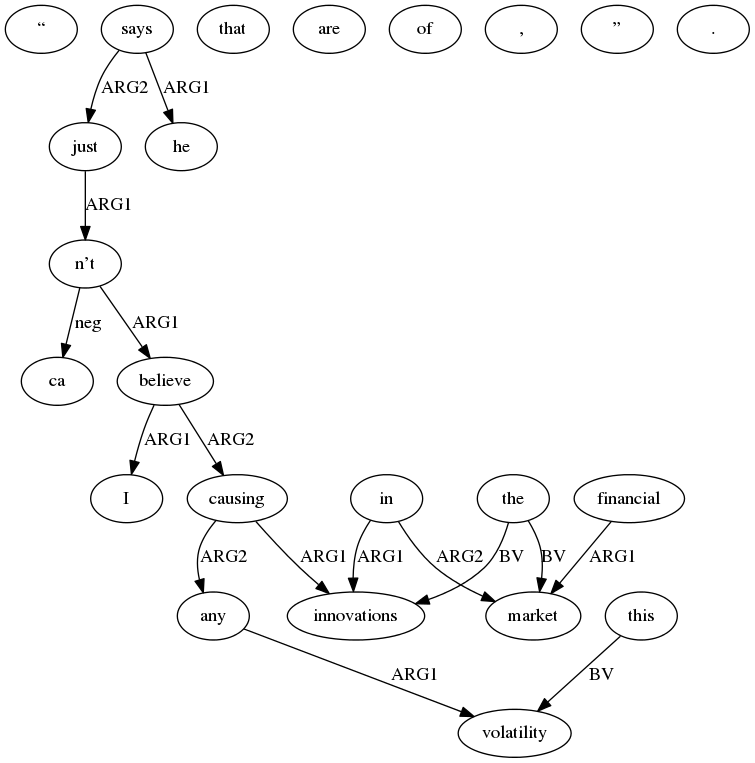 “ says that are of , ” .
ARG2 ARG1
just he
ARG1
n’t
neg ARG1
ca believe
ARG1 ARG2
I causing in the financial
ARG2 ARG1 ARG1 ARG2 BV BV ARG1
any innovations market this
ARG1 BV
volatility